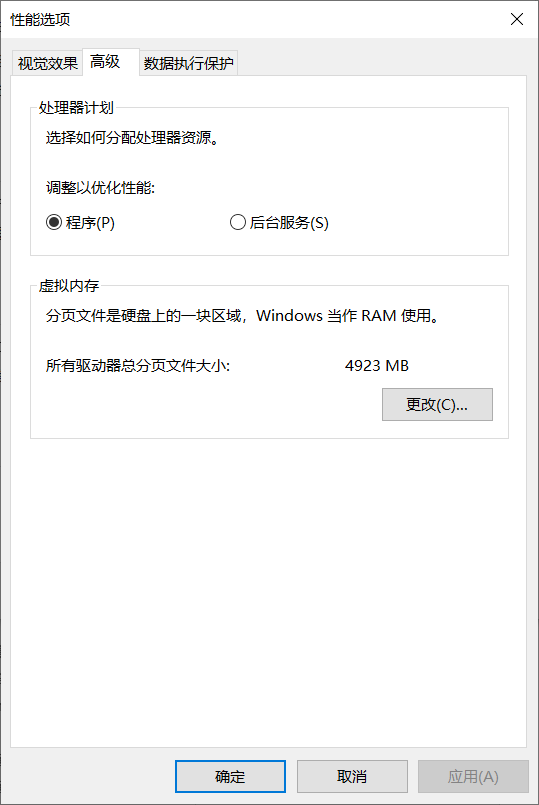 性能选项
视觉效果 高级 数据执行保护
处理器计划
选择如何分配处理器资源。
调整以优化性能:
程序(P) 后台服务(S)
虚拟内存
分页文件是硬盘上的一块区域，Windows 当作 RAM 使用。
所有驱动器总分页文件大小: 4923 MB
更改(C)...
确定 取消 应用(A)